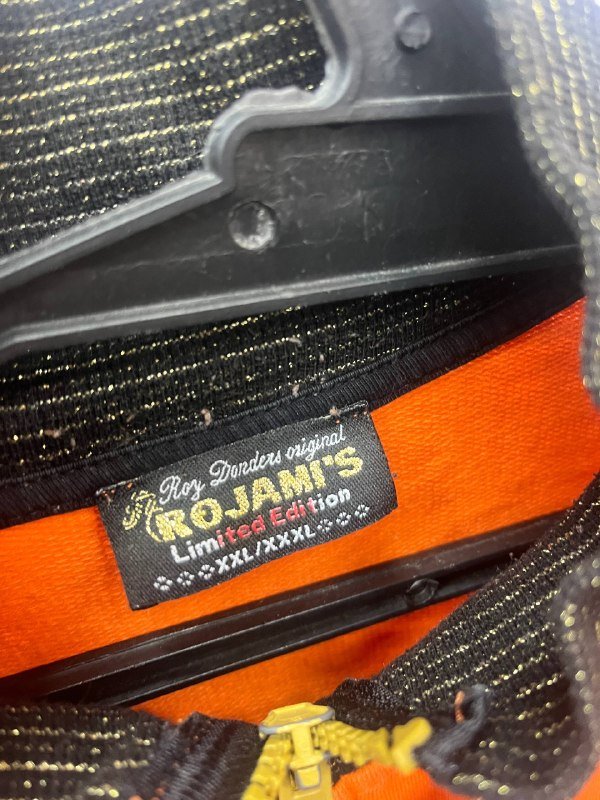 Roy Donders original
ROJAMI'S
Limited Edition
XXL/XXXL